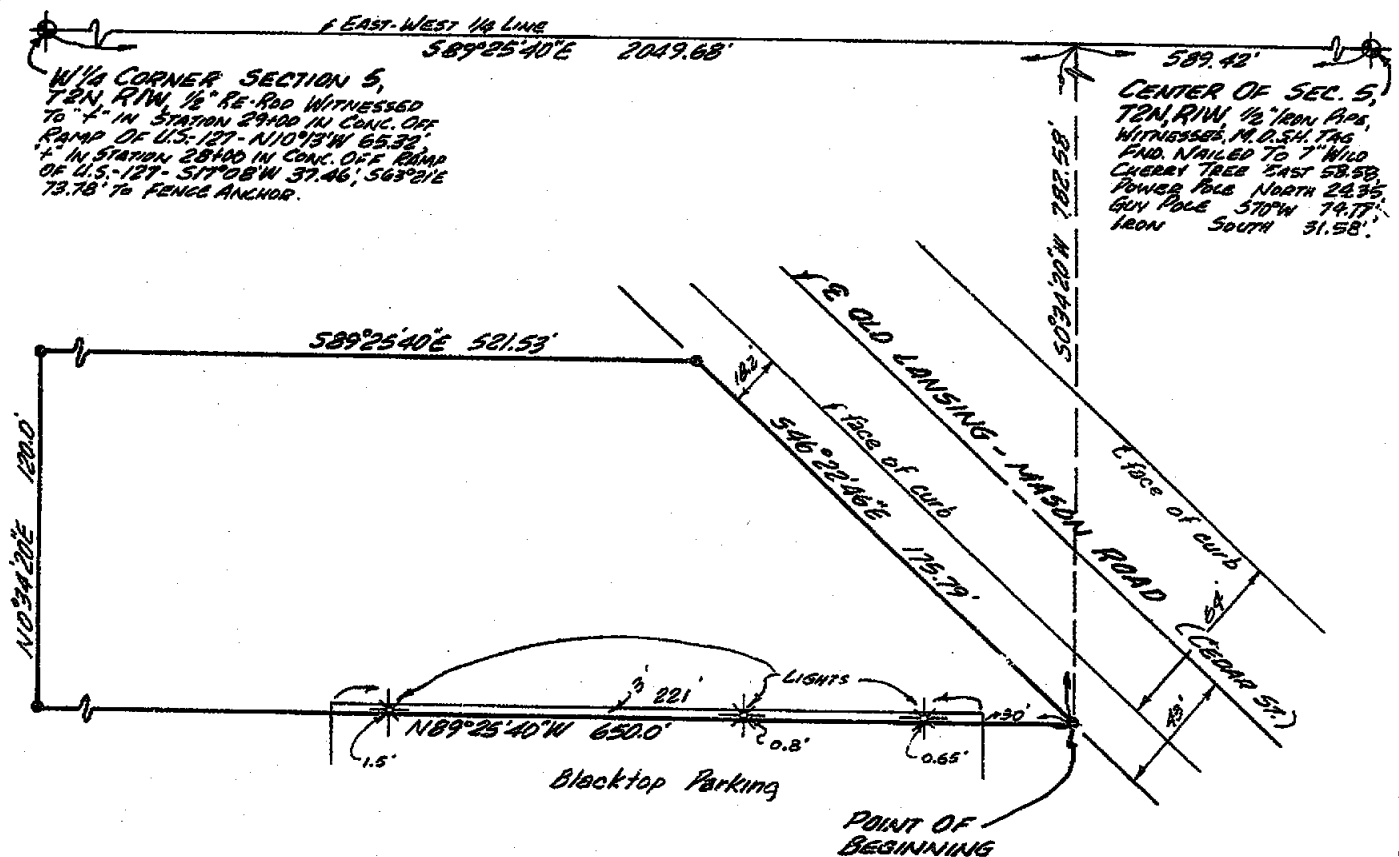 EAST-WEST 1/4 LINE
S89°25'40"E 2049.68'
589.42'
W 1/4 CORNER SECTION 5,
T2N, R1W, 1/2" RE-ROD WITNESSED
TO "+" IN STATION 29+00 IN CONC. OFF
RAMP OF U.S.-127 - N10°13'W 65.32',
"+" IN STATION 28+00 IN CONC. OFF RAMP
OF U.S.-127 - S17°08'W 37.46', S63°21'E
73.78' TO FENCE ANCHOR.
CENTER OF SEC. 5,
T2N, R1W, 1/2" IRON PIPE,
WITNESSES, M.D.S.H. TAG
FND. NAILED TO 7" WILD
CHERRY TREE EAST 58.58'
POWER POLE NORTH 24.35'
GUY POLE S70°W 74.77'
IRON SOUTH 31.58'.
S0°34'20"W 782.58'
S89°25'40"E 521.53'
N0°34'20"E 120.0'
18.2'
S46°22'46"E 175.79'
face of curb
℄ OLD LANSING - MASON ROAD (CEDAR ST.)
face of curb
64'
43'
LIGHTS
3' 221'
30'
N89°25'40"W 650.0'
1.5'
0.8'
0.65'
Blacktop Parking
POINT OF
BEGINNING